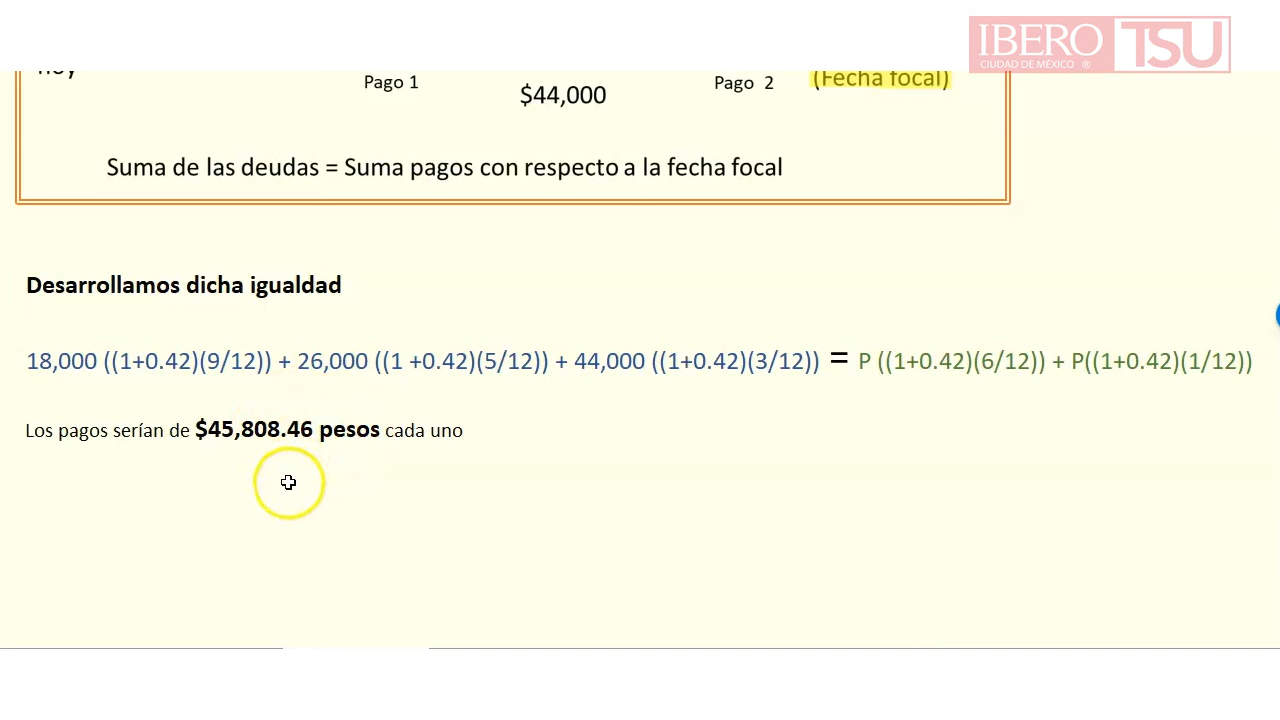 IBERO TSU
CIUDAD DE MÉXICO ®
hoy
Pago 1
$44,000
Pago 2
(Fecha focal)
Suma de las deudas = Suma pagos con respecto a la fecha focal
Desarrollamos dicha igualdad
18,000 ((1+0.42)(9/12)) + 26,000 ((1 +0.42)(5/12)) + 44,000 ((1+0.42)(3/12)) = P ((1+0.42)(6/12)) + P((1+0.42)(1/12))
Los pagos serían de $45,808.46 pesos cada uno